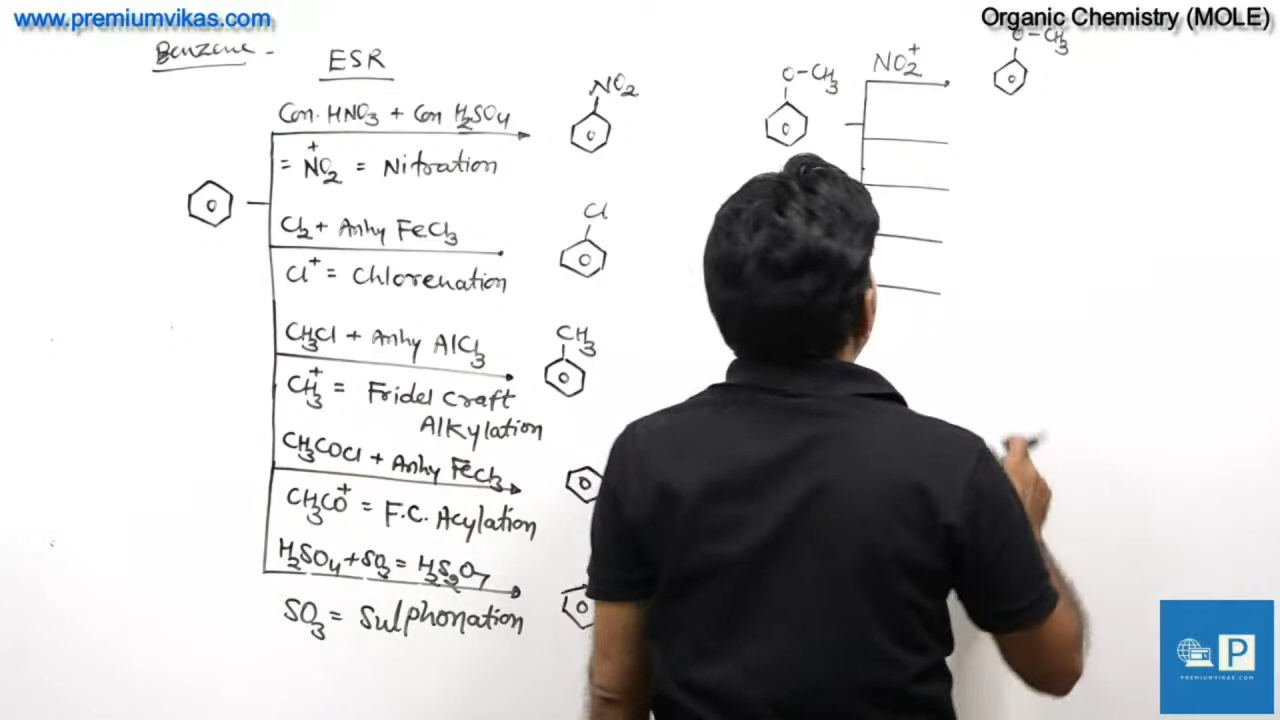 www.premiumvikas.com
Organic Chemistry (MOLE)
Benzene -
ESR
Con. HNO3 + Con H2SO4
= NO2+ = Nitration
NO2
Cl2 + Anhy FeCl3
Cl+ = Chlorenation
Cl
CH3Cl + Anhy AlCl3
CH3+ = Fridel craft
Alkylation
CH3
CH3COCl + Anhy FeCl3
CH3CO+ = F.C. Acylation
H2SO4 + SO3 = H2S2O7
SO3 = Sulphonation
O-CH3
NO2+
O-CH3
P
PREMIUMVIKAS.COM